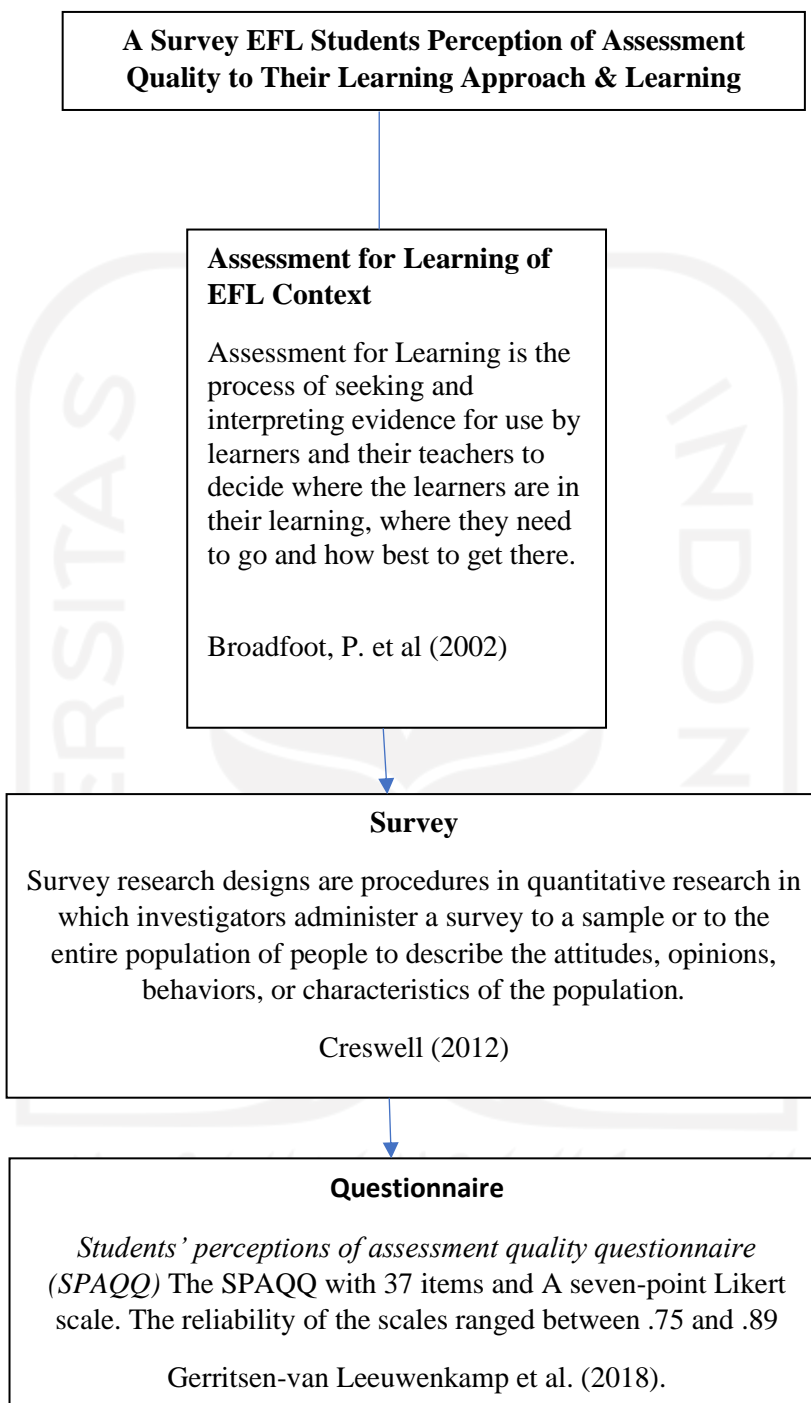 A Survey EFL Students Perception of Assessment
Quality to Their Learning Approach & Learning
Assessment for Learning of
EFL Context
Assessment for Learning is the
process of seeking and
interpreting evidence for use by
learners and their teachers to
decide where the learners are in
their learning, where they need
to go and how best to get there.
Broadfoot, P. et al (2002)
Survey
Survey research designs are procedures in quantitative research in
which investigators administer a survey to a sample or to the
entire population of people to describe the attitudes, opinions,
behaviors, or characteristics of the population.
Creswell (2012)
Questionnaire
Students’ perceptions of assessment quality questionnaire
(SPAQQ) The SPAQQ with 37 items and A seven-point Likert
scale. The reliability of the scales ranged between .75 and .89
Gerritsen-van Leeuwenkamp et al. (2018).